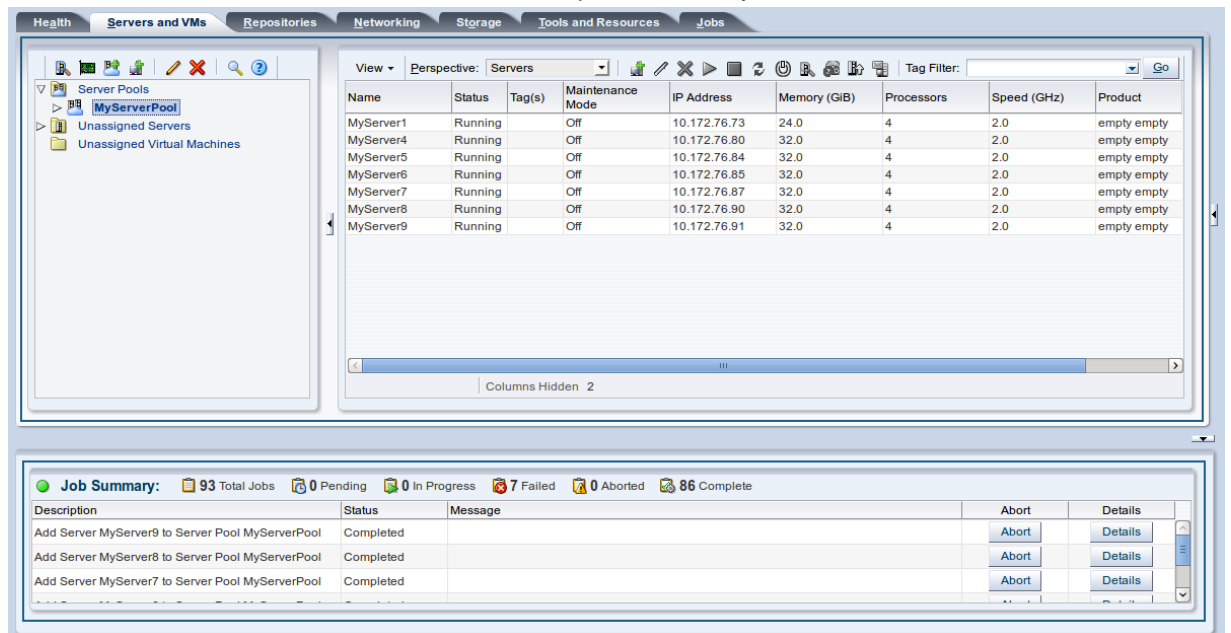 Health Servers and VMs Repositories Networking Storage Tools and Resources Jobs
View Perspective: Servers Tag Filter: Go
Server Pools
MyServerPool
Unassigned Servers
Unassigned Virtual Machines
Name Status Tag(s) Maintenance Mode IP Address Memory (GiB) Processors Speed (GHz) Product
MyServer1 Running Off 10.172.76.73 24.0 4 2.0 empty empty
MyServer4 Running Off 10.172.76.80 32.0 4 2.0 empty empty
MyServer5 Running Off 10.172.76.84 32.0 4 2.0 empty empty
MyServer6 Running Off 10.172.76.85 32.0 4 2.0 empty empty
MyServer7 Running Off 10.172.76.87 32.0 4 2.0 empty empty
MyServer8 Running Off 10.172.76.90 32.0 4 2.0 empty empty
MyServer9 Running Off 10.172.76.91 32.0 4 2.0 empty empty
Columns Hidden 2
Job Summary: 93 Total Jobs 0 Pending 0 In Progress 7 Failed 0 Aborted 86 Complete
Description Status Message Abort Details
Add Server MyServer9 to Server Pool MyServerPool Completed Abort Details
Add Server MyServer8 to Server Pool MyServerPool Completed Abort Details
Add Server MyServer7 to Server Pool MyServerPool Completed Abort Details